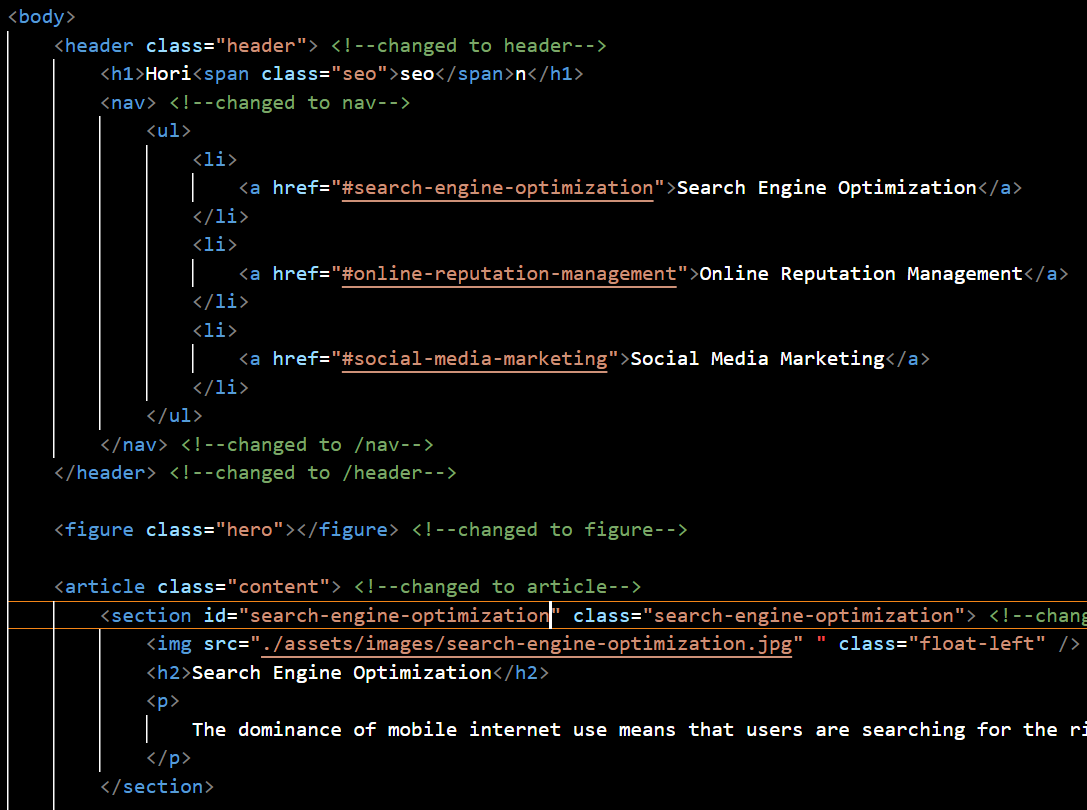 <body>
<header class="header"> <!--changed to header-->
<h1>Hori<span class="seo">seo</span>n</h1>
<nav> <!--changed to nav-->
<ul>
<li>
<a href="#search-engine-optimization">Search Engine Optimization</a>
</li>
<li>
<a href="#online-reputation-management">Online Reputation Management</a>
</li>
<li>
<a href="#social-media-marketing">Social Media Marketing</a>
</li>
</ul>
</nav> <!--changed to /nav-->
</header> <!--changed to /header-->
<figure class="hero"></figure> <!--changed to figure-->
<article class="content"> <!--changed to article-->
<section id="search-engine-optimization" class="search-engine-optimization"> <!--chang
<img src="./assets/images/search-engine-optimization.jpg" " class="float-left" />
<h2>Search Engine Optimization</h2>
<p>
The dominance of mobile internet use means that users are searching for the ri
</p>
</section>